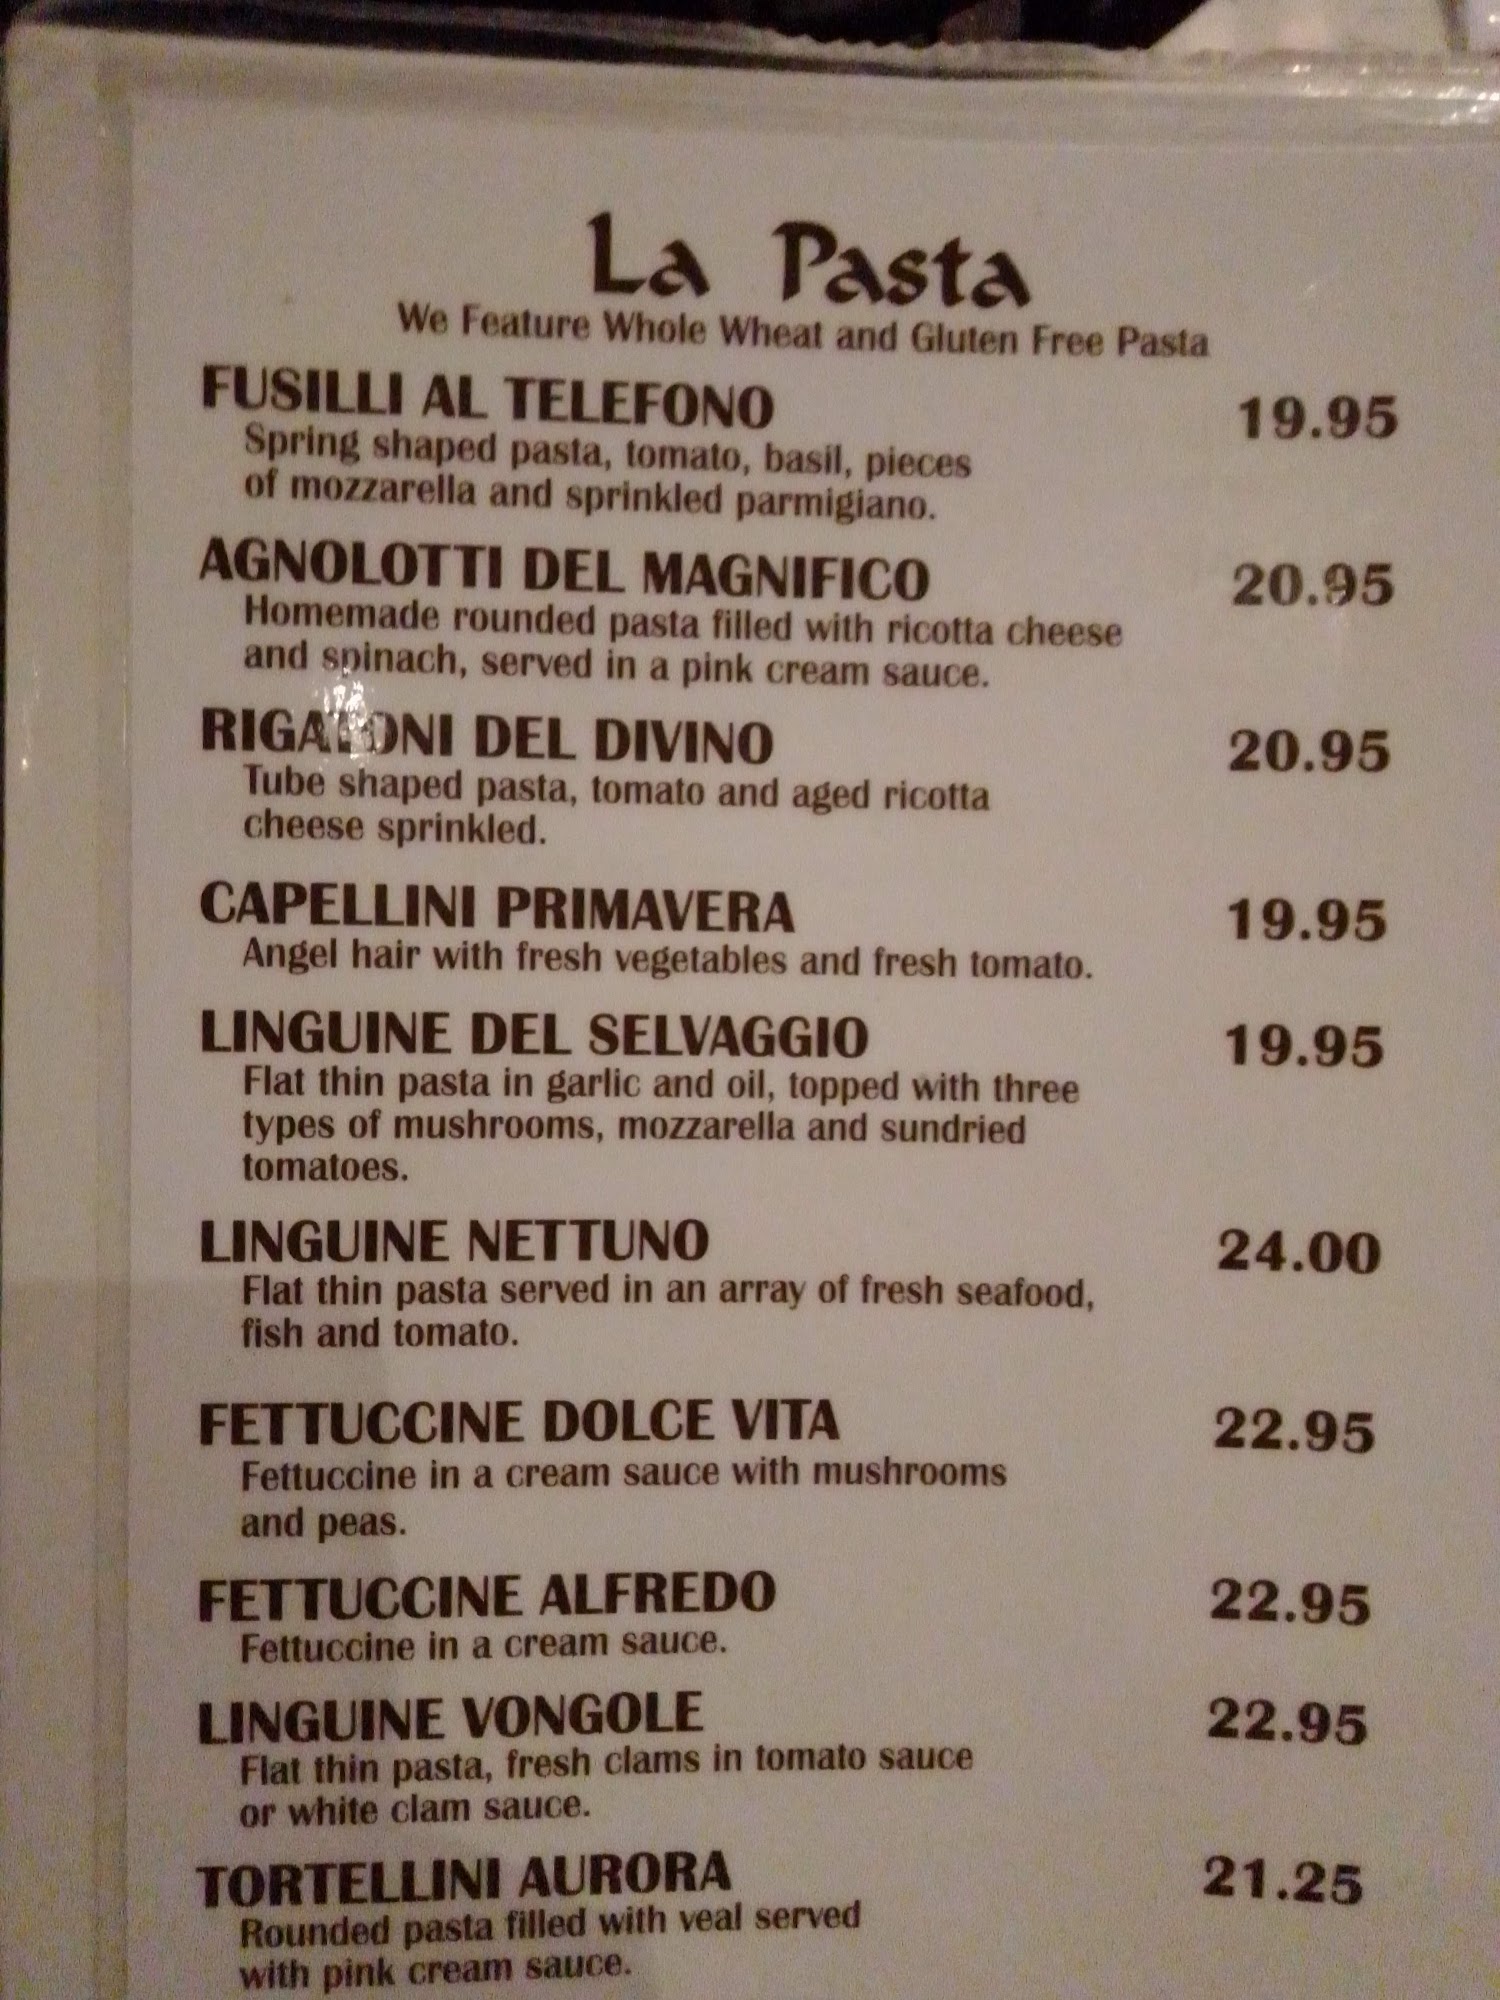 La Pasta
We Feature Whole Wheat and Gluten Free Pasta
FUSILLI AL TELEFONO 19.95
Spring shaped pasta, tomato, basil, pieces
of mozzarella and sprinkled parmigiano.
AGNOLOTTI DEL MAGNIFICO 20.95
Homemade rounded pasta filled with ricotta cheese
and spinach, served in a pink cream sauce.
RIGATONI DEL DIVINO 20.95
Tube shaped pasta, tomato and aged ricotta
cheese sprinkled.
CAPELLINI PRIMAVERA 19.95
Angel hair with fresh vegetables and fresh tomato.
LINGUINE DEL SELVAGGIO 19.95
Flat thin pasta in garlic and oil, topped with three
types of mushrooms, mozzarella and sundried
tomatoes.
LINGUINE NETTUNO 24.00
Flat thin pasta served in an array of fresh seafood,
fish and tomato.
FETTUCCINE DOLCE VITA 22.95
Fettuccine in a cream sauce with mushrooms
and peas.
FETTUCCINE ALFREDO 22.95
Fettuccine in a cream sauce.
LINGUINE VONGOLE 22.95
Flat thin pasta, fresh clams in tomato sauce
or white clam sauce.
TORTELLINI AURORA 21.25
Rounded pasta filled with veal served
with pink cream sauce.